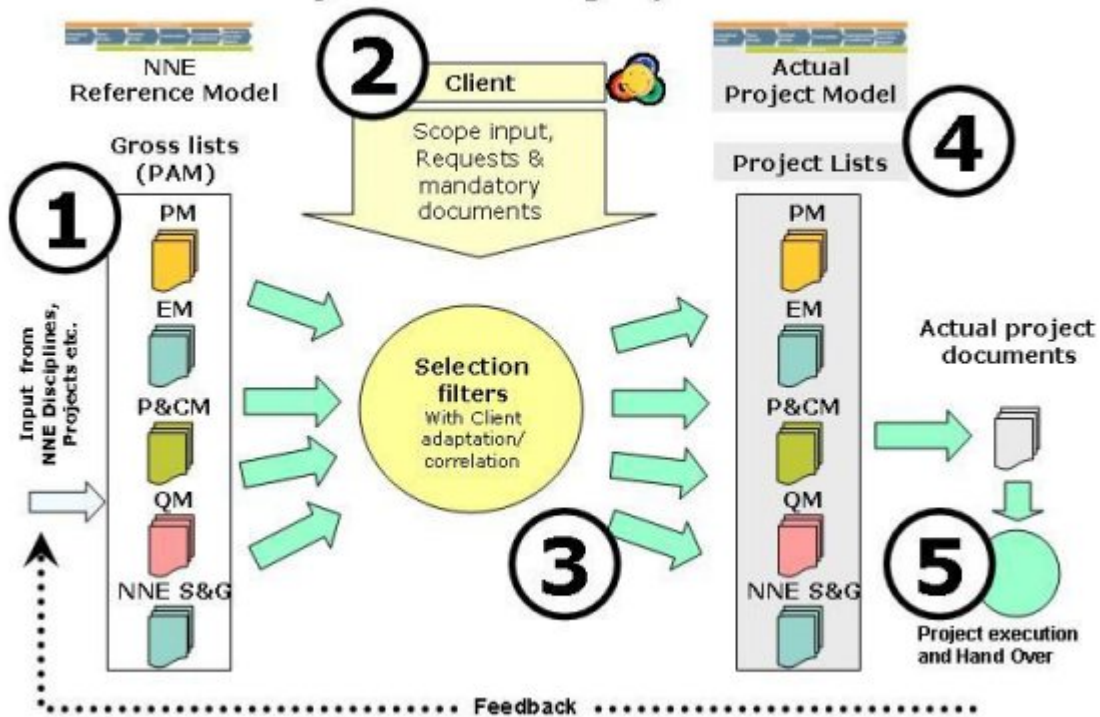 NNE
Reference Model
Gross lists
(PAM)
1
PM
EM
P&CM
QM
NNE S&G
Input from
NNE Disciplines,
Projects etc.
2
Client
Scope input,
Requests &
mandatory
documents
Selection
filters
With Client
adaptation/
correlation
3
Actual
Project Model
4
Project Lists
PM
EM
P&CM
QM
NNE S&G
Actual project
documents
5
Project execution
and Hand Over
Feedback